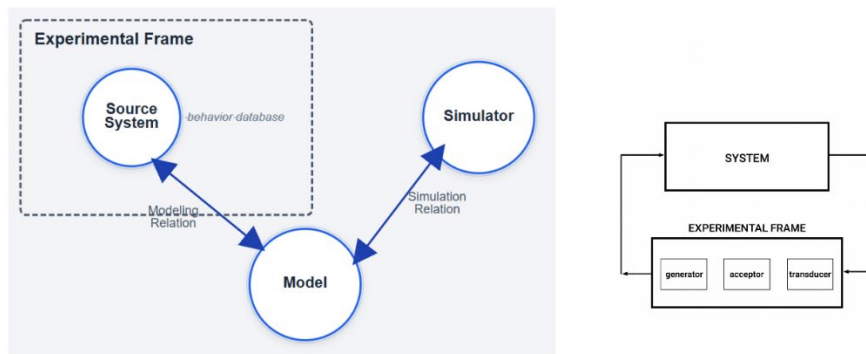 Experimental Frame
Source
System
behavior database
Simulator
Modeling
Relation
Simulation
Relation
Model
SYSTEM
EXPERIMENTAL FRAME
generator
acceptor
transducer